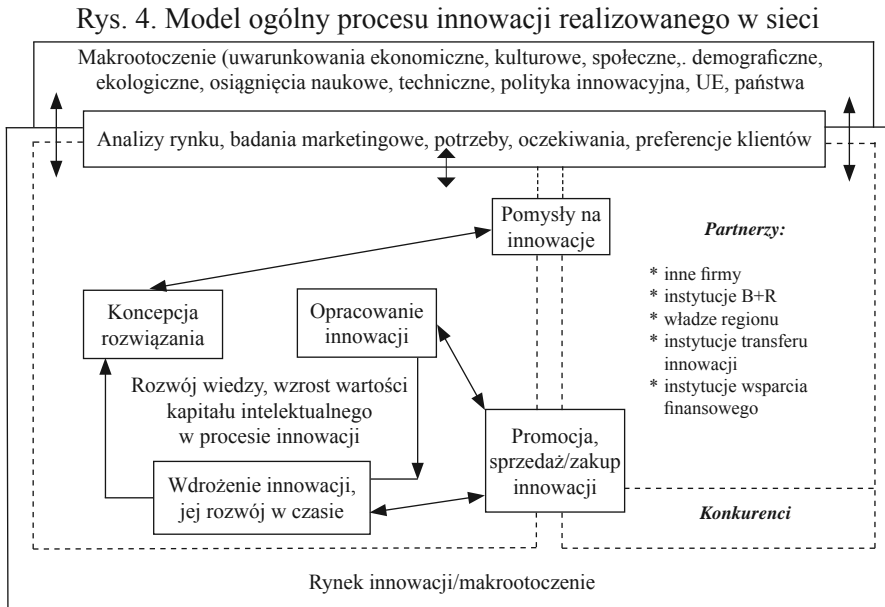 Rys. 4. Model ogólny procesu innowacji realizowanego w sieci
Makrootoczenie (uwarunkowania ekonomiczne, kulturowe, społeczne,. demograficzne,
ekologiczne, osiągnięcia naukowe, techniczne, polityka innowacyjna, UE, państwa
Analizy rynku, badania marketingowe, potrzeby, oczekiwania, preferencje klientów
Pomysły na
innowacje
Partnerzy:
* inne firmy
* instytucje B+R
* władze regionu
* instytucje transferu
innowacji
* instytucje wsparcia
finansowego
Koncepcja
rozwiązania
Opracowanie
innowacji
Rozwój wiedzy, wzrost wartości
kapitału intelektualnego
w procesie innowacji
Promocja,
sprzedaż/zakup
innowacji
Wdrożenie innowacji,
jej rozwój w czasie
Konkurenci
Rynek innowacji/makrootoczenie